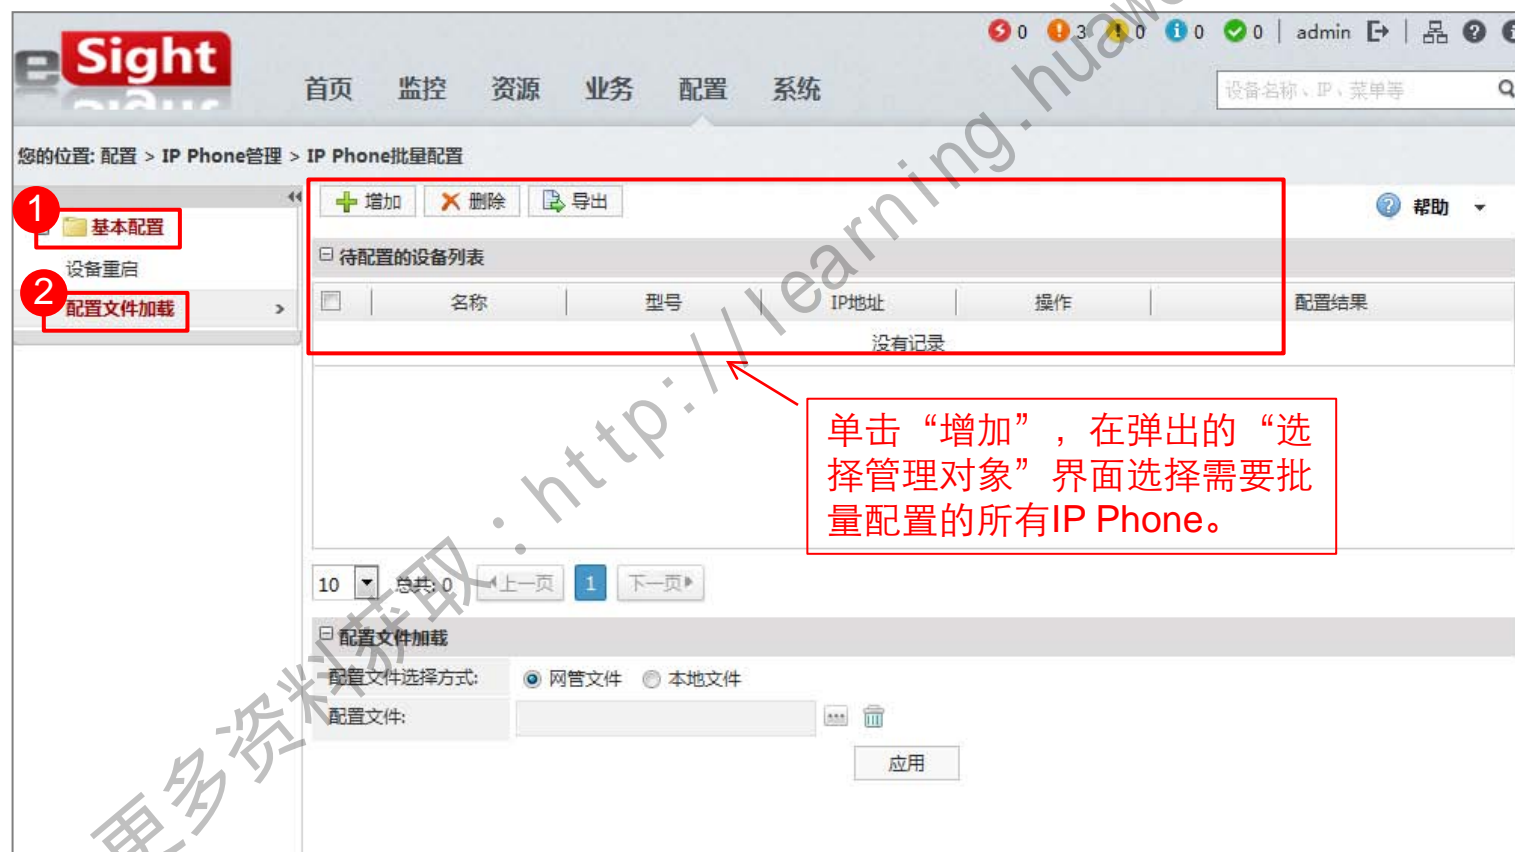 eSight
0 3 0 0 0 | admin
首页 监控 资源 业务 配置 系统
设备名称、IP、菜单等
您的位置: 配置 > IP Phone管理 > IP Phone批量配置
1
基本配置
设备重启
2
配置文件加载
增加 删除 导出
帮助
待配置的设备列表
名称 型号 IP地址 操作 配置结果
没有记录
单击“增加”，在弹出的“选
择管理对象”界面选择需要批
量配置的所有IP Phone。
10 总共: 0 上一页 1 下一页
配置文件加载
配置文件选择方式: 网管文件 本地文件
配置文件:
应用
更多资料获取：http://learning.huawe